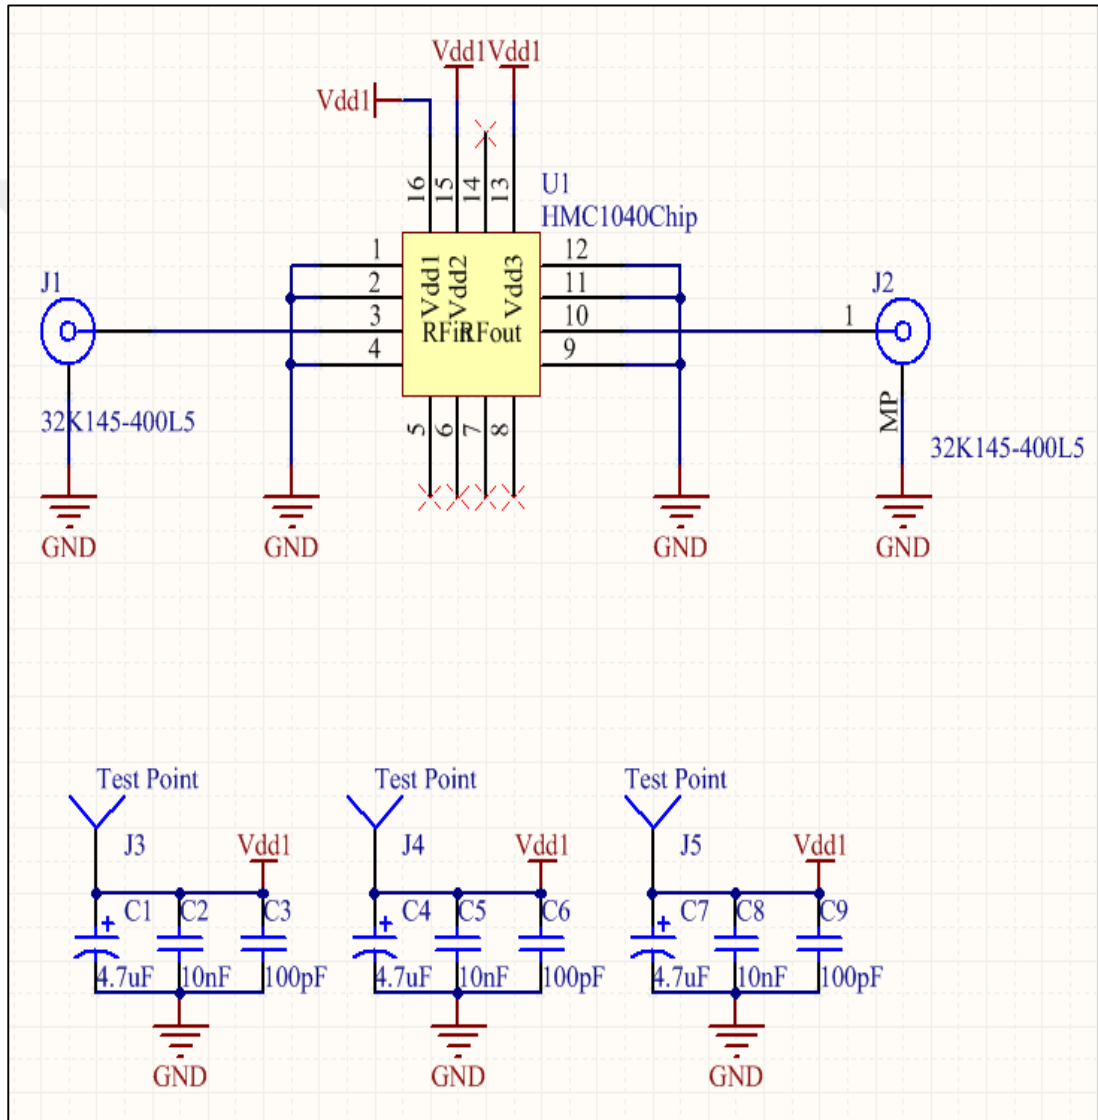 Vdd1 Vdd1
Vdd1
16 15 14 13
U1
HMC1040Chip
J1
1 2 3 4
Vdd1 Vdd2 Vdd3
RFin RFout
12 11 10 9
J2
1
5 6 7 8
MP
32K145-400L5
32K145-400L5
GND GND GND GND
Test Point Test Point Test Point
J3 Vdd1 J4 Vdd1 J5 Vdd1
C1 C2 C3 C4 C5 C6 C7 C8 C9
+ + +
4.7uF 10nF 100pF 4.7uF 10nF 100pF 4.7uF 10nF 100pF
GND GND GND